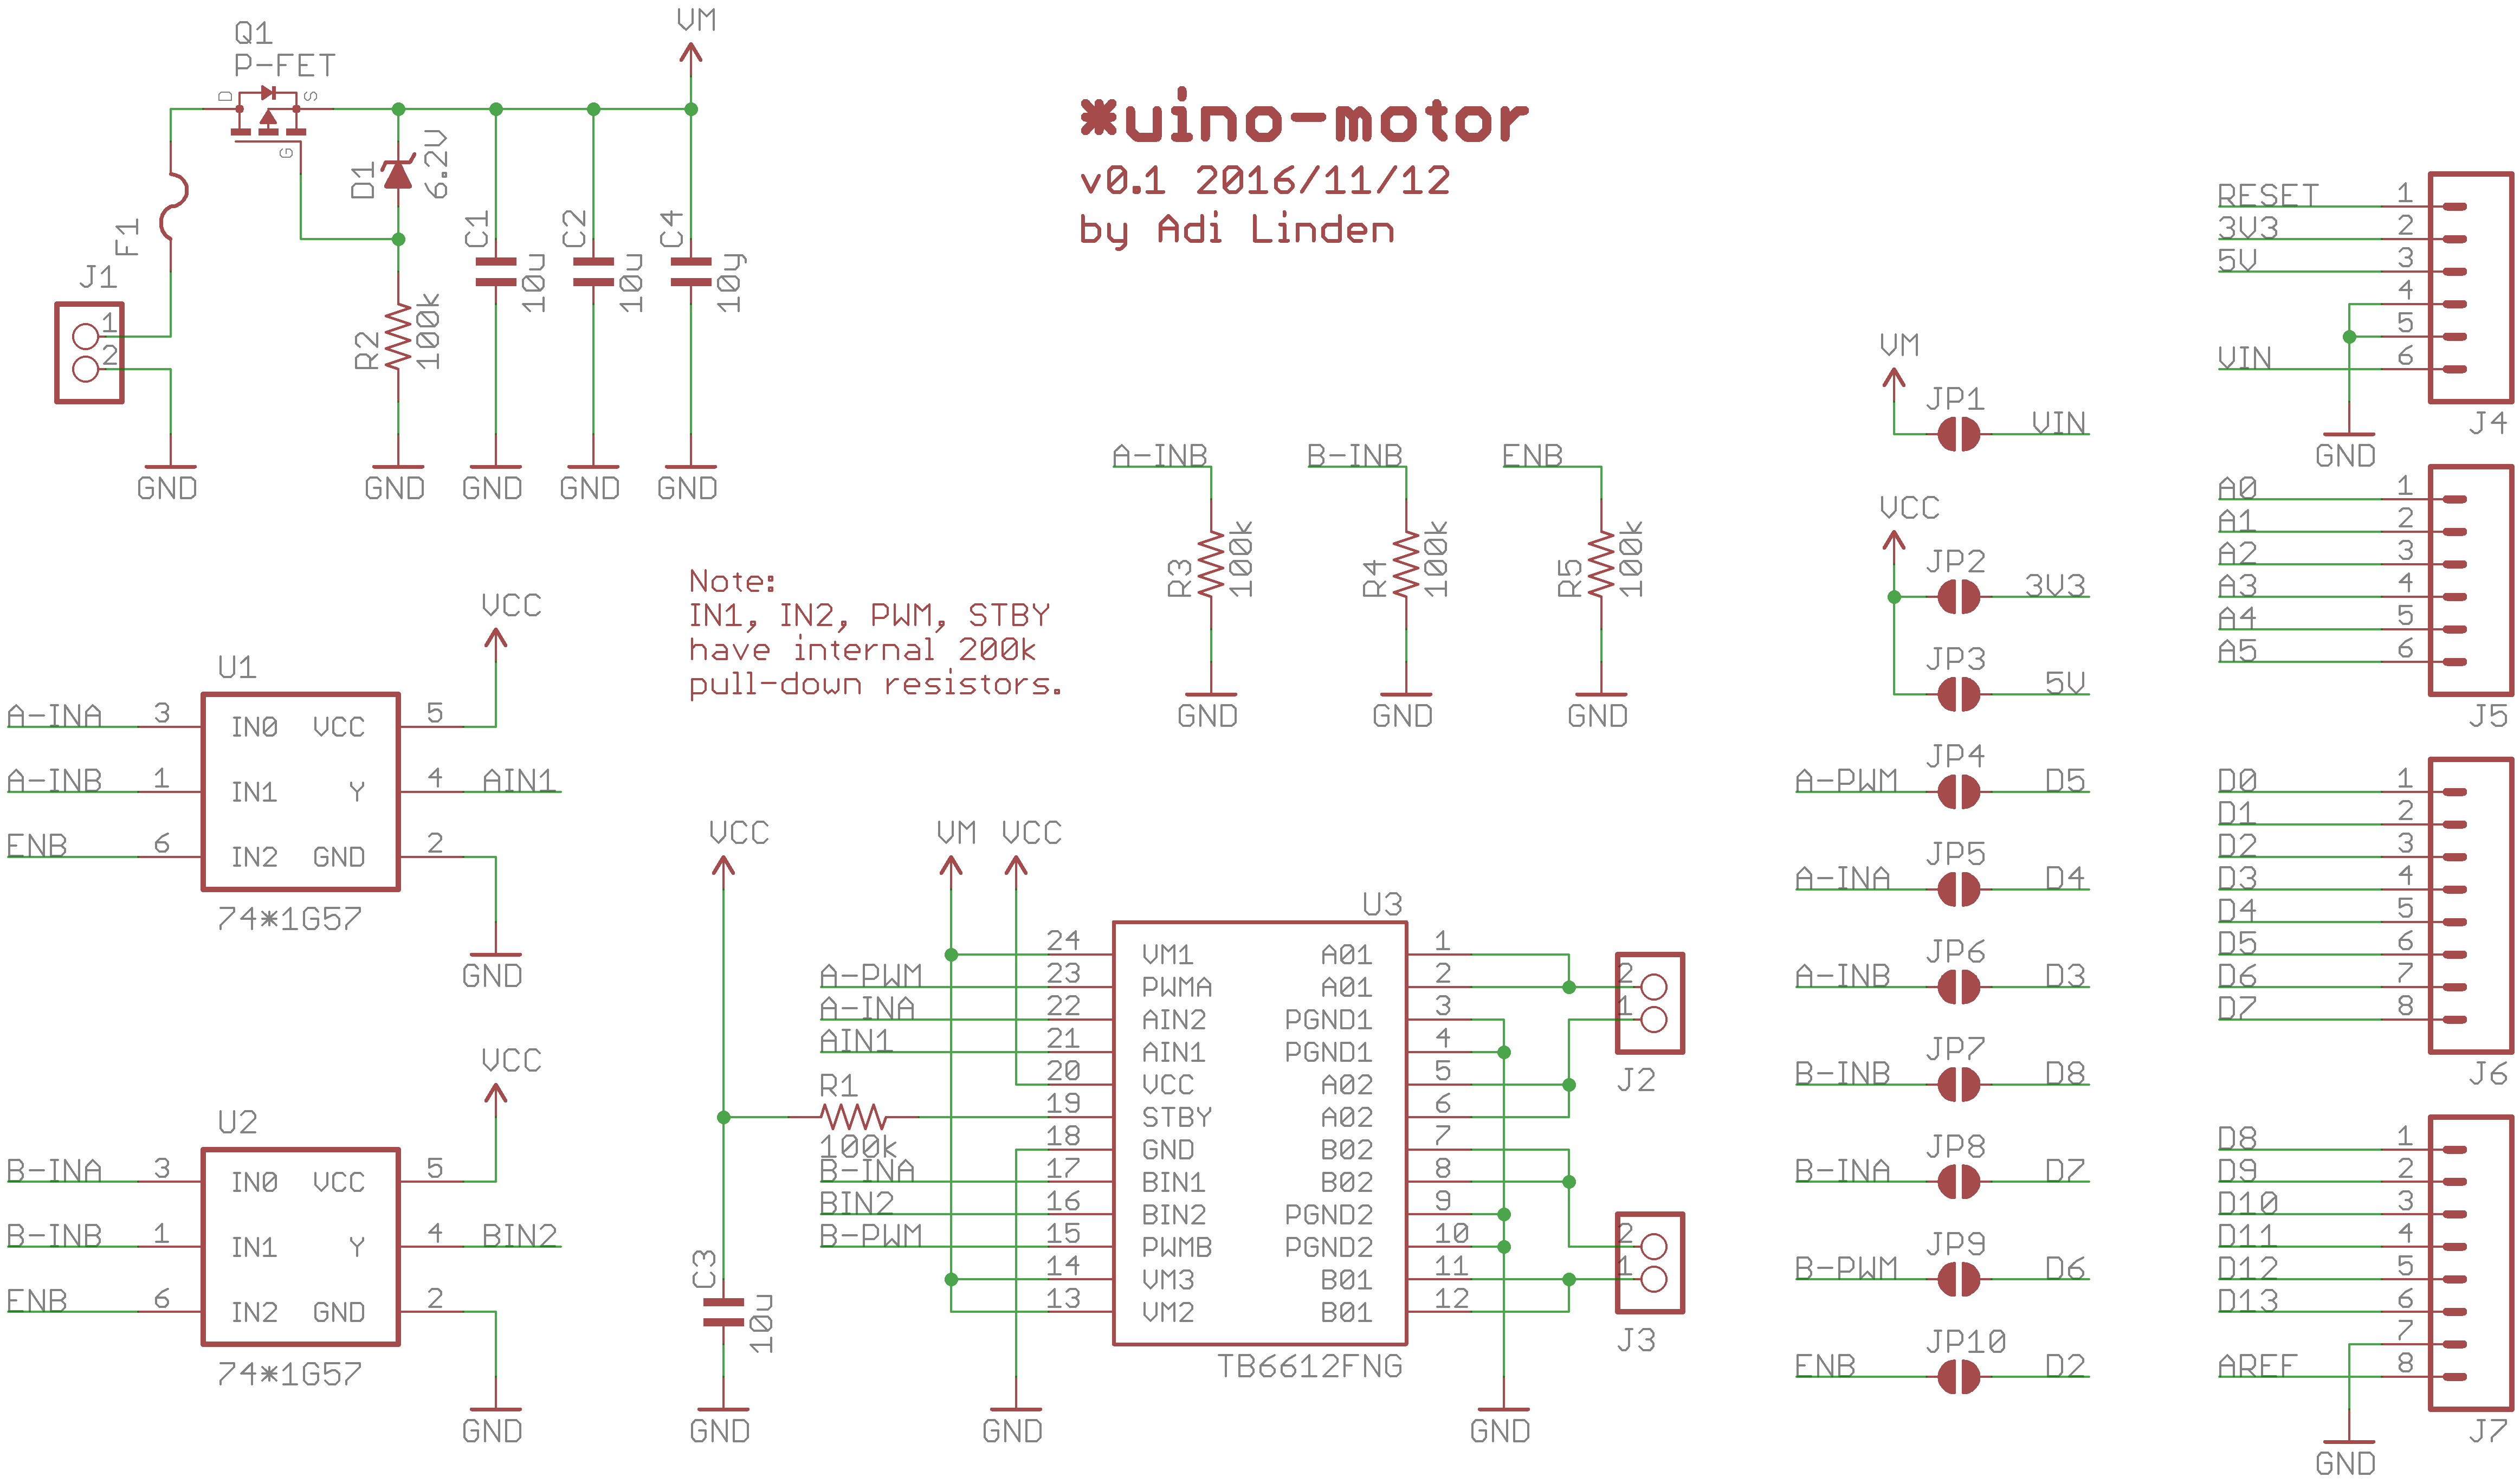 *uino-motor
v0.1 2016/11/12
by Adi Linden
Q1
P-FET
D
S
G
VM
F1
J1
1
2
GND
D1
6.2V
R2
100k
GND
C1
10u
GND
C2
10u
GND
C4
10y
GND
Note:
IN1, IN2, PWM, STBY
have internal 200k
pull-down resistors.
A-INB
R3
100k
GND
B-INB
R4
100k
GND
ENB
R5
100k
GND
U1
VCC
A-INA 3 IN0 VCC 5
A-INB 1 IN1 Y 4 AIN1
ENB 6 IN2 GND 2
74*1G57
GND
U2
VCC
B-INA 3 IN0 VCC 5
B-INB 1 IN1 Y 4 BIN2
ENB 6 IN2 GND 2
74*1G57
GND
VCC
VM
VCC
U3
24 VM1 A01 1
A-PWM 23 PWMA A01 2
A-INA 22 AIN2 PGND1 3
AIN1 21 AIN1 PGND1 4
20 VCC A02 5
R1
100k
19 STBY A02 6
18 GND B02 7
B-INA 17 BIN1 B02 8
BIN2 16 BIN2 PGND2 9
B-PWM 15 PWMB PGND2 10
14 VM3 B01 11
13 VM2 B01 12
TB6612FNG
C3
10u
GND
GND
GND
2
1
J2
2
1
J3
VM
JP1
VIN
VCC
JP2
3V3
JP3
5V
JP4
A-PWM D5
JP5
A-INA D4
JP6
A-INB D3
JP7
B-INB D8
JP8
B-INA D7
JP9
B-PWM D6
JP10
ENB D2
RESET 1
3V3 2
5V 3
4
5
VIN 6
J4
GND
A0 1
A1 2
A2 3
A3 4
A4 5
A5 6
J5
D0 1
D1 2
D2 3
D3 4
D4 5
D5 6
D6 7
D7 8
J6
D8 1
D9 2
D10 3
D11 4
D12 5
D13 6
7
AREF 8
J7
GND